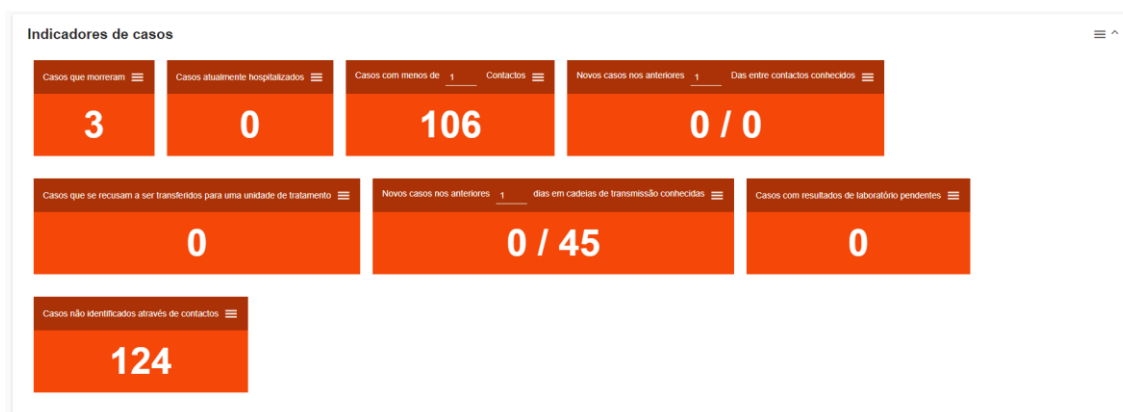 Indicadores de casos
Casos que morreram
3
Casos atualmente hospitalizados
0
Casos com menos de 1 Contactos
106
Novos casos nos anteriores 1 Das entre contactos conhecidos
0 / 0
Casos que se recusam a ser transferidos para uma unidade de tratamento
0
Novos casos nos anteriores 1 dias em cadeias de transmissão conhecidas
0 / 45
Casos com resultados de laboratório pendentes
0
Casos não identificados através de contactos
124